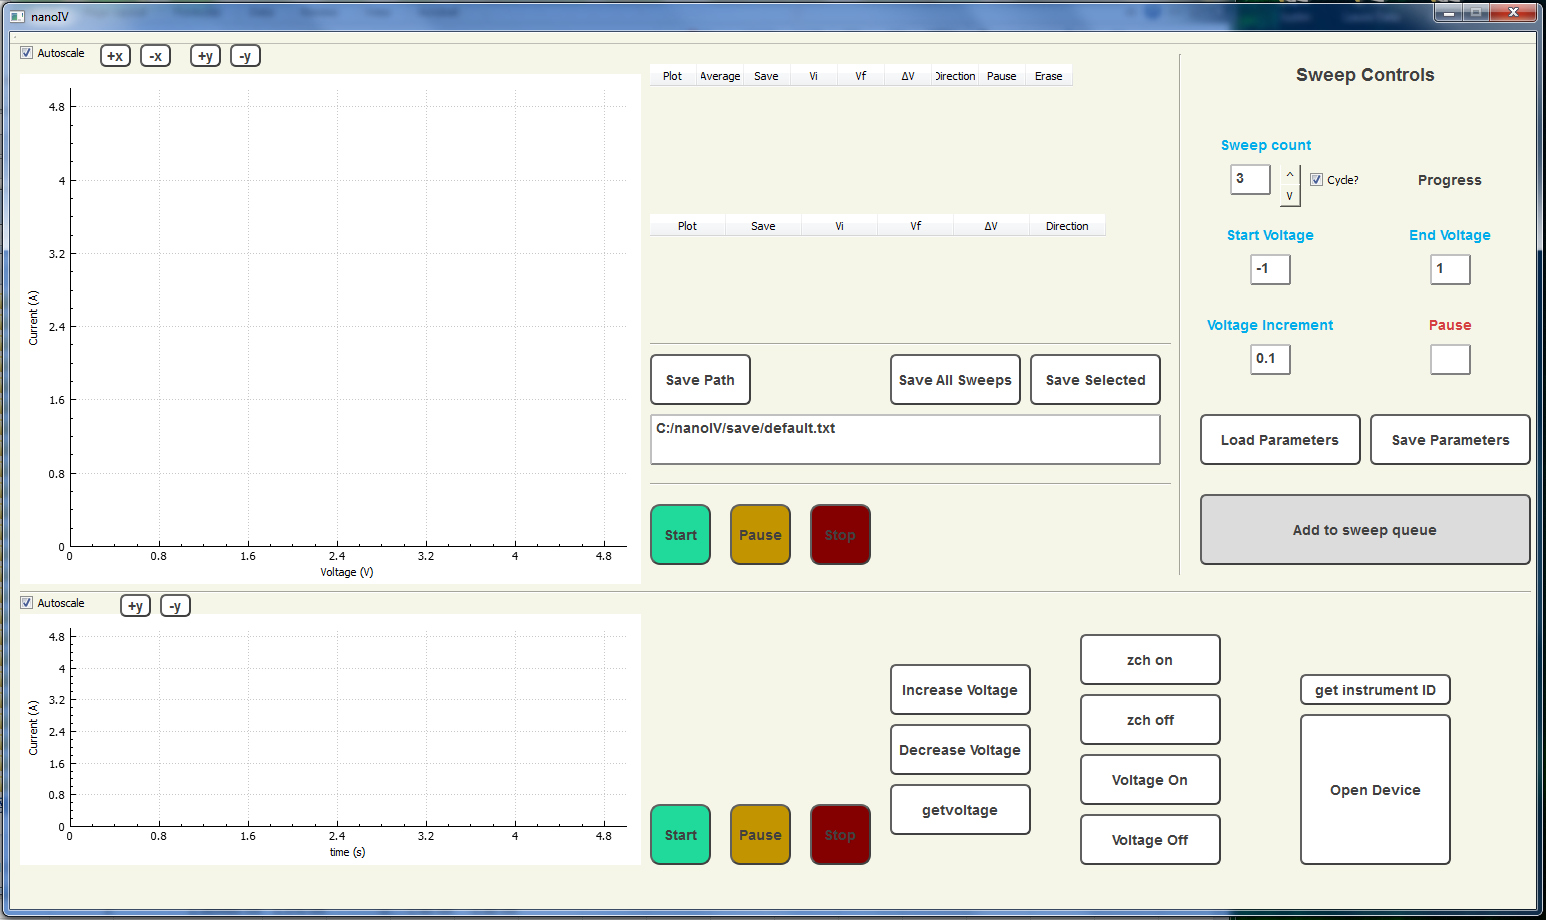 nanoIV
Autoscale +x -x +y -y
4.8
4
3.2
2.4
1.6
0.8
0
Current (A)
0 0.8 1.6 2.4 3.2 4 4.8
Voltage (V)
Plot Average Save Vi Vf ΔV Direction Pause Erase
Plot Save Vi Vf ΔV Direction
Save Path Save All Sweeps Save Selected
C:/nanoIV/save/default.txt
Start Pause Stop
Sweep Controls
Sweep count
3 ^ v Cycle? Progress
Start Voltage End Voltage
-1 1
Voltage Increment Pause
0.1
Load Parameters Save Parameters
Add to sweep queue
Autoscale +y -y
4.8
4
3.2
2.4
1.6
0.8
0
Current (A)
0 0.8 1.6 2.4 3.2 4 4.8
time (s)
Start Pause Stop
Increase Voltage
Decrease Voltage
getvoltage
zch on
zch off
Voltage On
Voltage Off
get instrument ID
Open Device